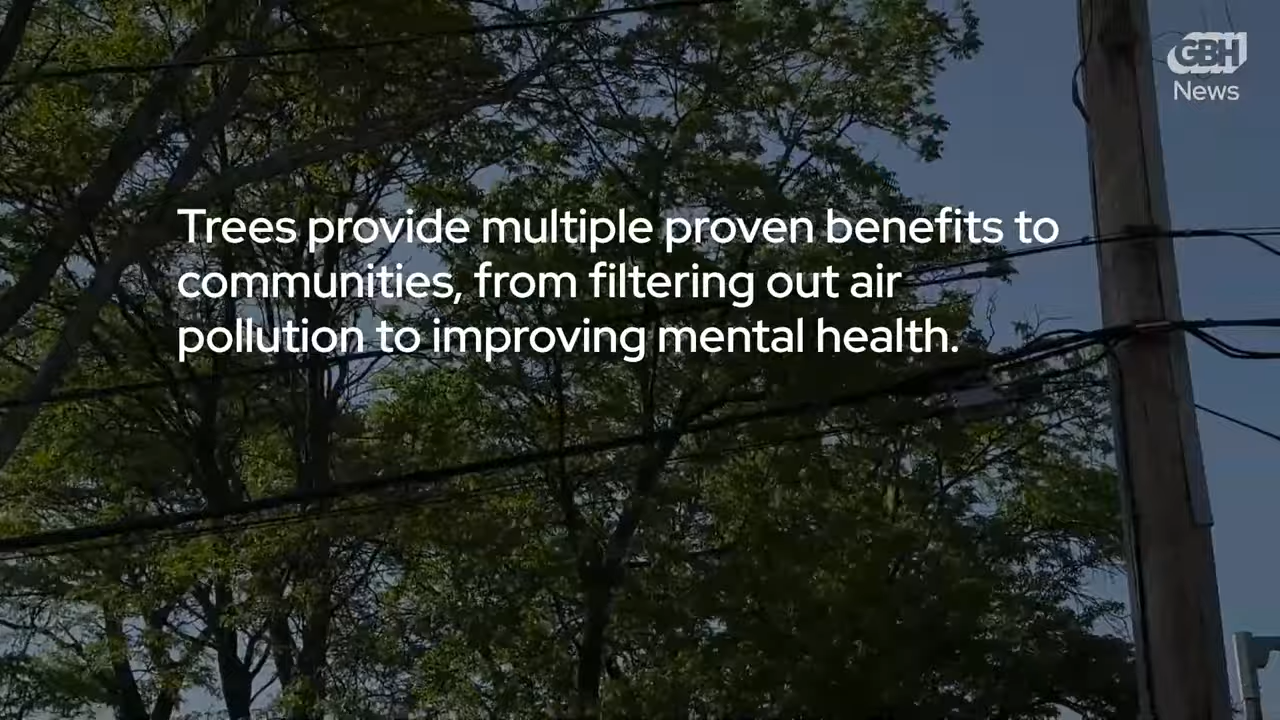 GBH
News
Trees provide multiple proven benefits to
communities, from filtering out air
pollution to improving mental health.